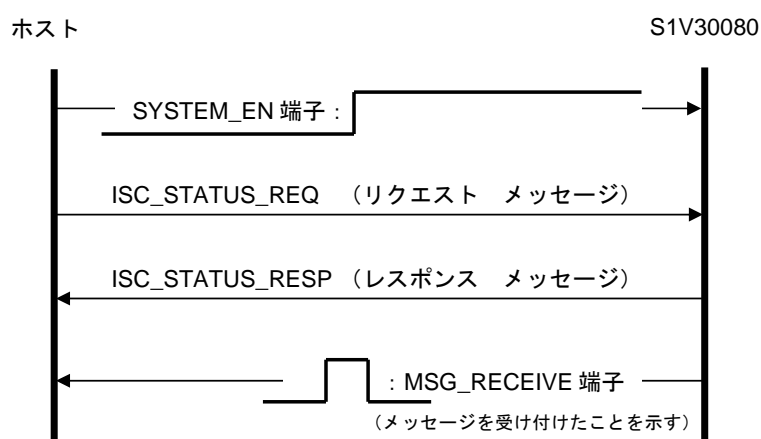 ホスト S1V30080
SYSTEM_EN 端子：
ISC_STATUS_REQ （リクエスト　メッセージ）
ISC_STATUS_RESP （レスポンス　メッセージ）
：MSG_RECEIVE 端子
（メッセージを受け付けたことを示す）